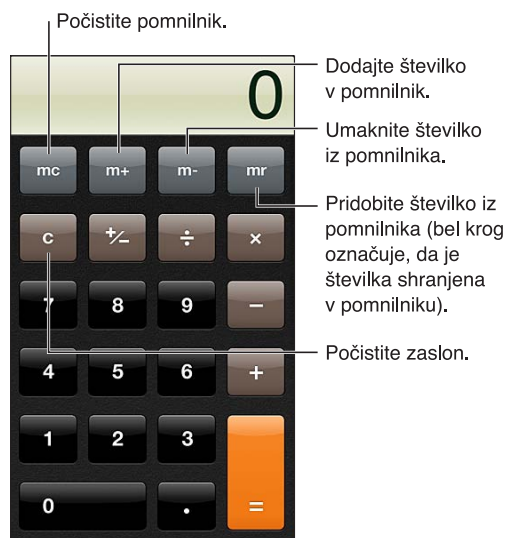 Počistite pomnilnik.
0
Dodajte številko
v pomnilnik.
Umaknite številko
iz pomnilnika.
mc m+ m- mr
Pridobite številko iz
pomnilnika (bel krog
označuje, da je
številka shranjena
v pomnilniku).
c +/− ÷ ×
7 8 9 −
Počistite zaslon.
4 5 6 +
1 2 3
0 . =